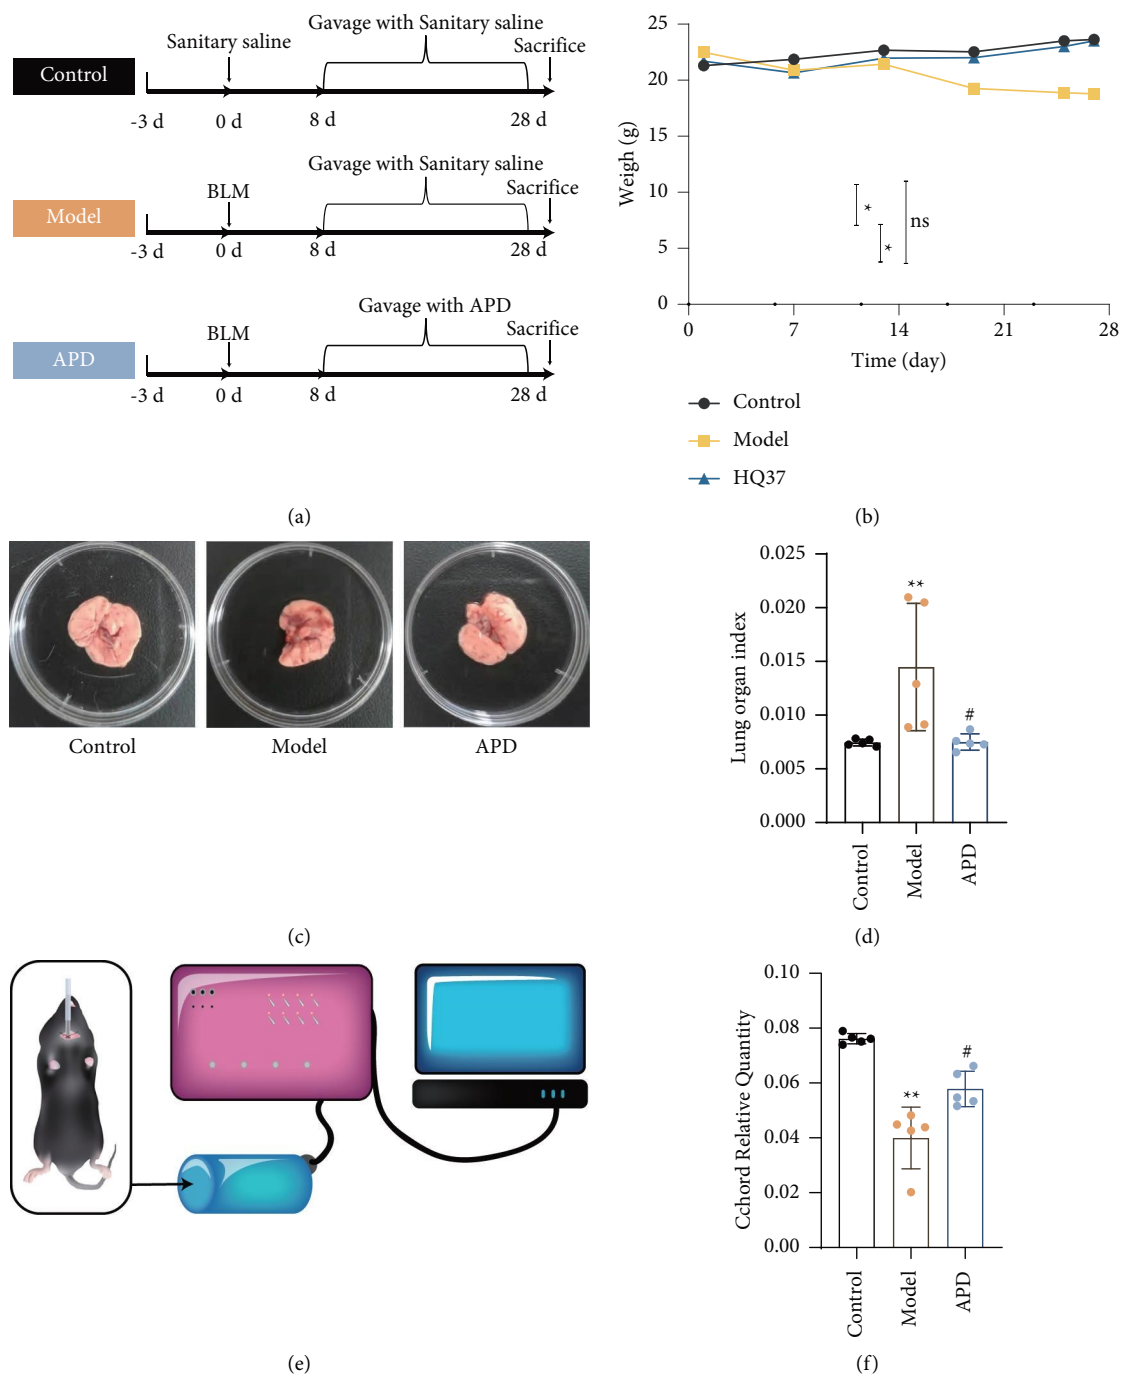 Gavage with Sanitary saline
Sanitary saline
Sacrifice
Control
-3 d
0 d
8 d
28 d
Gavage with Sanitary saline
BLM
Sacrifice
Model
-3 d
0 d
8 d
28 d
Gavage with APD
BLM
Sacrifice
APD
-3 d
0 d
8 d
28 d
(a)
25
20
15
10
5
0
Weigh (g)
*
*
ns
0
7
14
21
28
Time (day)
Control
Model
HQ37
(b)
Control
Model
APD
(c)
0.025
0.020
0.015
0.010
0.005
0.000
Lung organ index
**
#
Control
Model
APD
(d)
(e)
0.10
0.08
0.06
0.04
0.02
0.00
Cchord Relative Quantity
**
#
Control
Model
APD
(f)